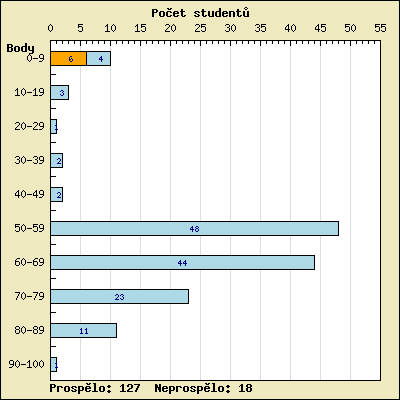 Počet studentů
0 5 10 15 20 25 30 35 40 45 50 55
Body
0-9 6 4
10-19 3
20-29 1
30-39 2
40-49 2
50-59 48
60-69 44
70-79 23
80-89 11
90-100 1
Prospělo: 127 Neprospělo: 18